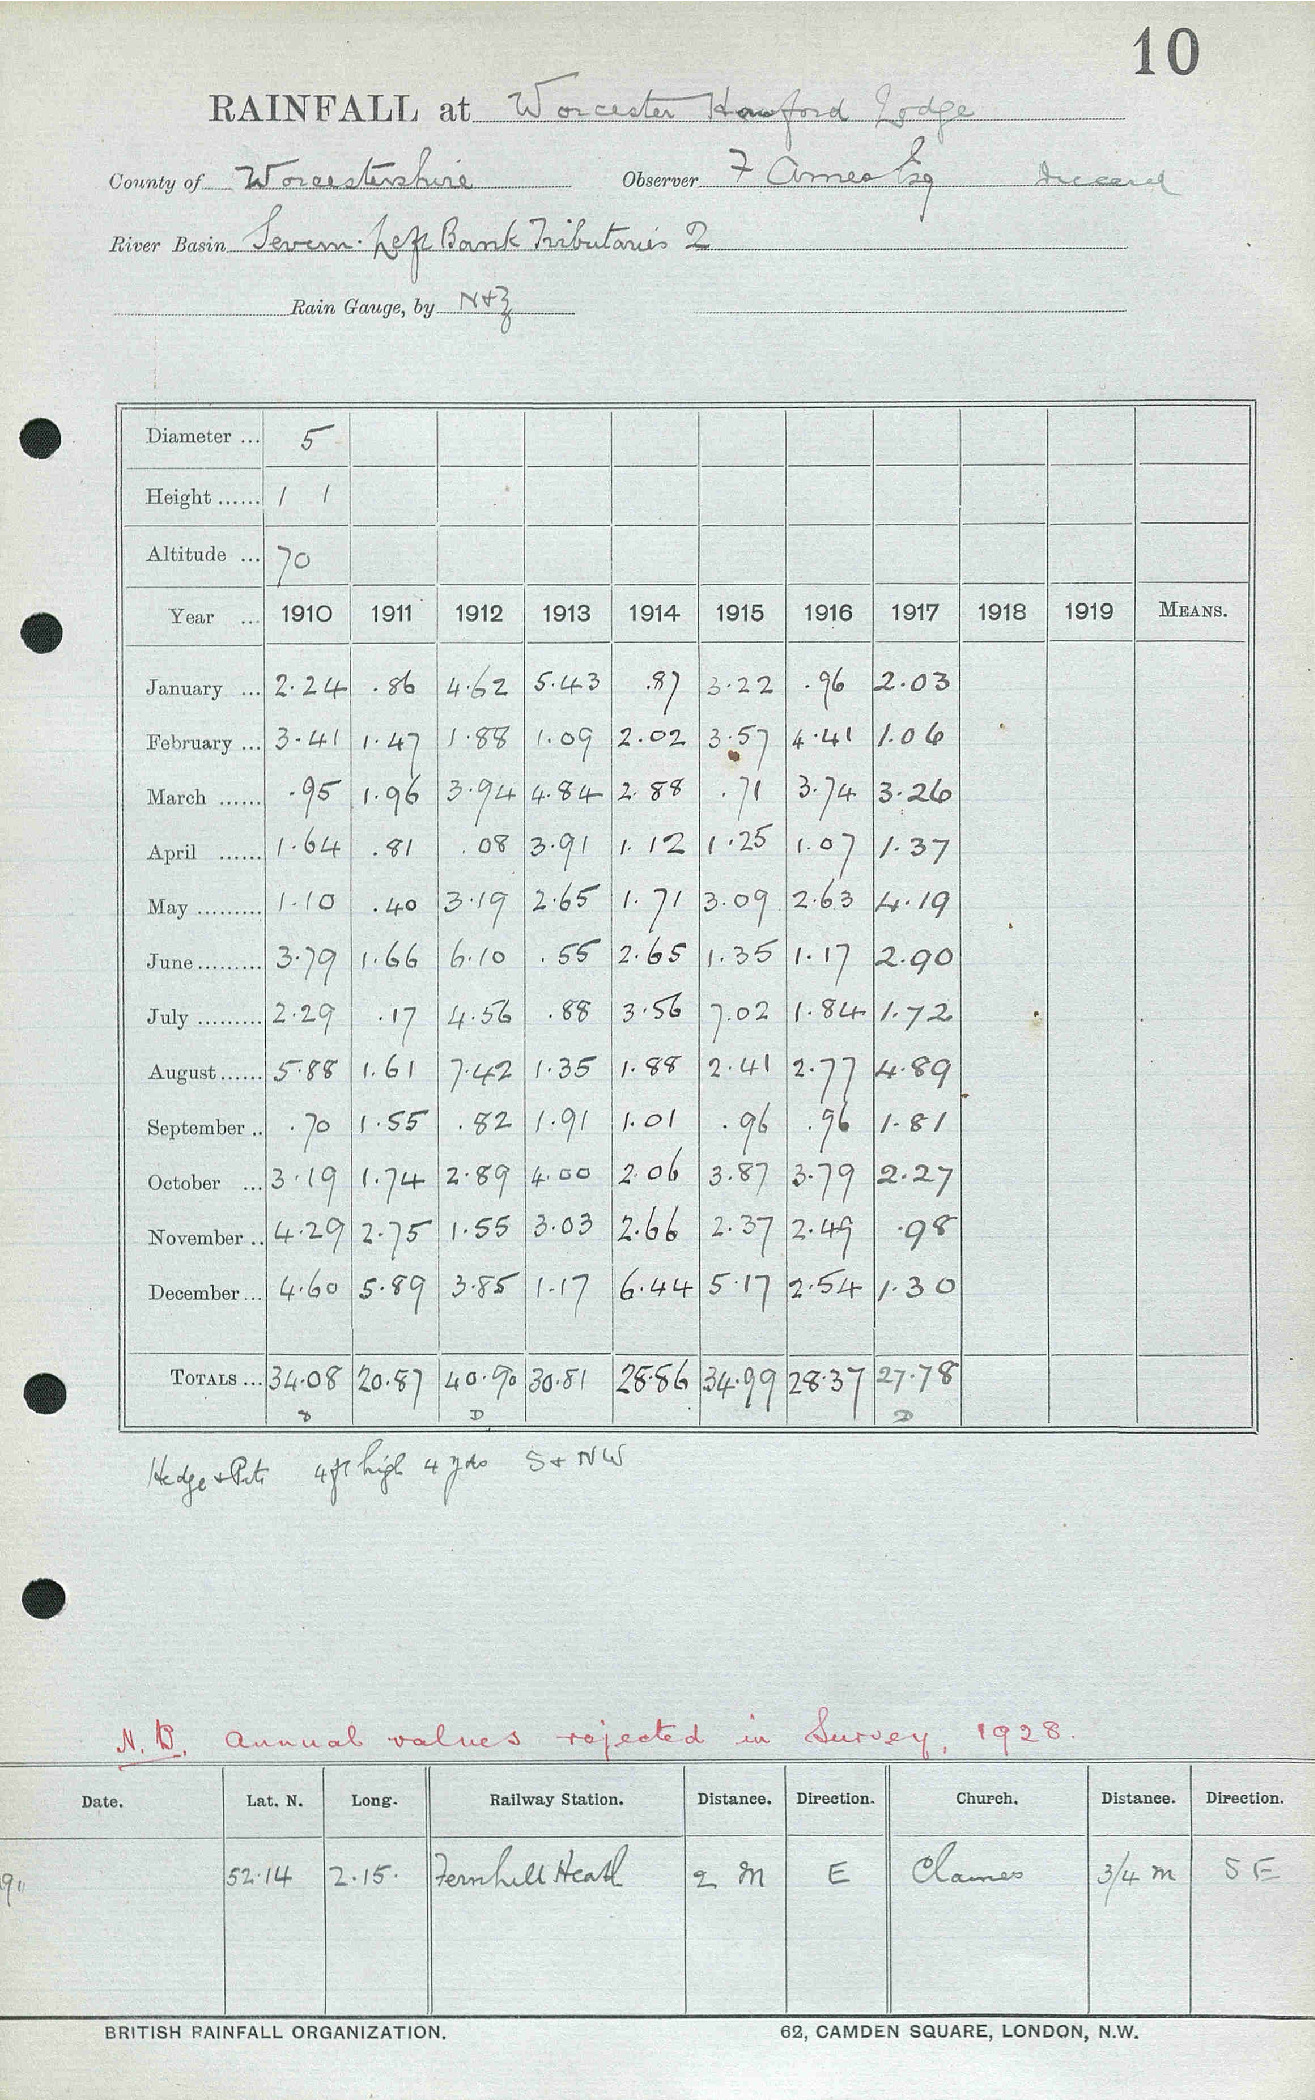 10
RAINFALL at Worcester Hawford Lodge
County of Worcestershire Observer F Ames Esq deceased
River Basin Severn. Left Bank Tributaries 2
Rain Gauge, by N+Z
Diameter ... 5
Height ...... 1 1
Altitude ... 70
Year ... 1910 1911 1912 1913 1914 1915 1916 1917 1918 1919 MEANS.
January ... 2.24 .86 4.62 5.43 .87 3.22 .96 2.03
February ... 3.41 1.47 1.88 1.09 2.02 3.57 4.41 1.06
March ...... .95 1.96 3.94 4.84 2.88 .71 3.74 3.26
April ...... 1.64 .81 .08 3.91 1.12 1.25 1.07 1.37
May ......... 1.10 .40 3.19 2.65 1.71 3.09 2.63 4.19
June ......... 3.79 1.66 6.10 .55 2.65 1.35 1.17 2.90
July ......... 2.29 .17 4.56 .88 3.56 7.02 1.84 1.72
August ...... 5.88 1.61 7.42 1.35 1.88 2.41 2.77 4.89
September .. .70 1.55 .82 1.91 1.01 .96 .96 1.81
October ... 3.19 1.74 2.89 4.00 2.06 3.87 3.79 2.27
November .. 4.29 2.75 1.55 3.03 2.66 2.37 2.49 .98
December ... 4.60 5.89 3.85 1.17 6.44 5.17 2.54 1.30
TOTALS ... 34.08 20.87 40.90 30.81 28.86 34.99 28.37 27.78
D D
Hedge + 4ft high 4 yds S + NW
N.B. Annual values rejected in Survey, 1928.
Date. Lat. N. Long. Railway Station. Distance. Direction. Church. Distance. Direction.
52.14 2.15. Fernhill Heath 2 M E Claines 3/4 m SE
BRITISH RAINFALL ORGANIZATION. 62, CAMDEN SQUARE, LONDON, N.W.